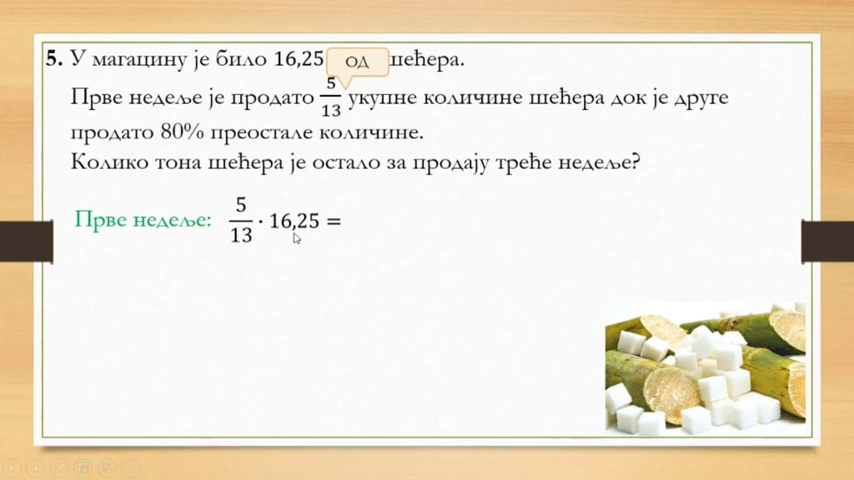 5. У магацину је било 16,25 од шећера.
Прве недеље је продато 5/13 укупне количине шећера док је друге
продато 80% преостале количине.
Колико тона шећера је остало за продају треће недеље?
Прве недеље: 5/13 · 16,25 =